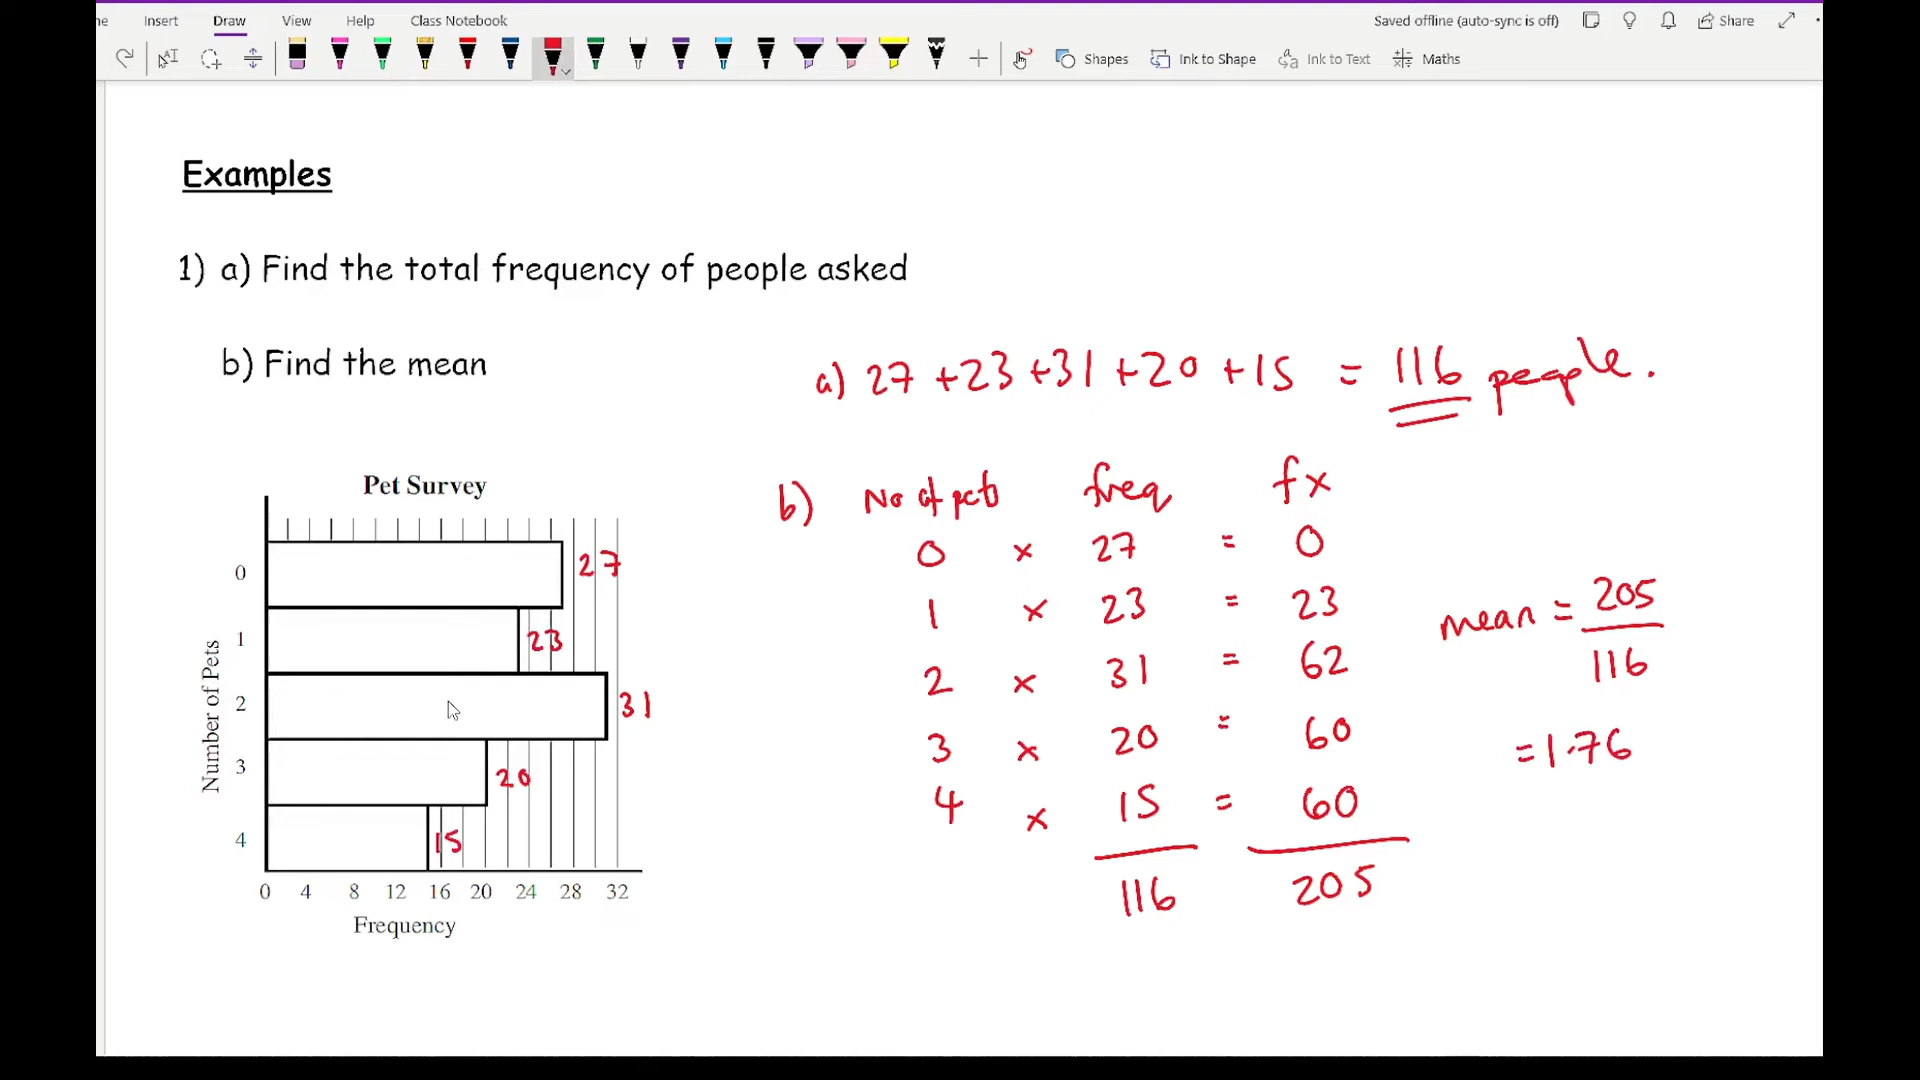 Insert Draw View Help Class Notebook Saved offline (auto-sync is off) Share
Shapes Ink to Shape Ink to Text Maths
Examples
1) a) Find the total frequency of people asked
b) Find the mean
a) 27 +23 +31 +20 +15 = 116 people.
Pet Survey
Number of Pets
0 27
1 23
2 31
3 20
4 15
0 4 8 12 16 20 24 28 32
Frequency
b) No of pets freq fx
0 x 27 = 0
1 x 23 = 23
2 x 31 = 62
3 x 20 = 60
4 x 15 = 60
116 205
mean = 205
116
= 1.76